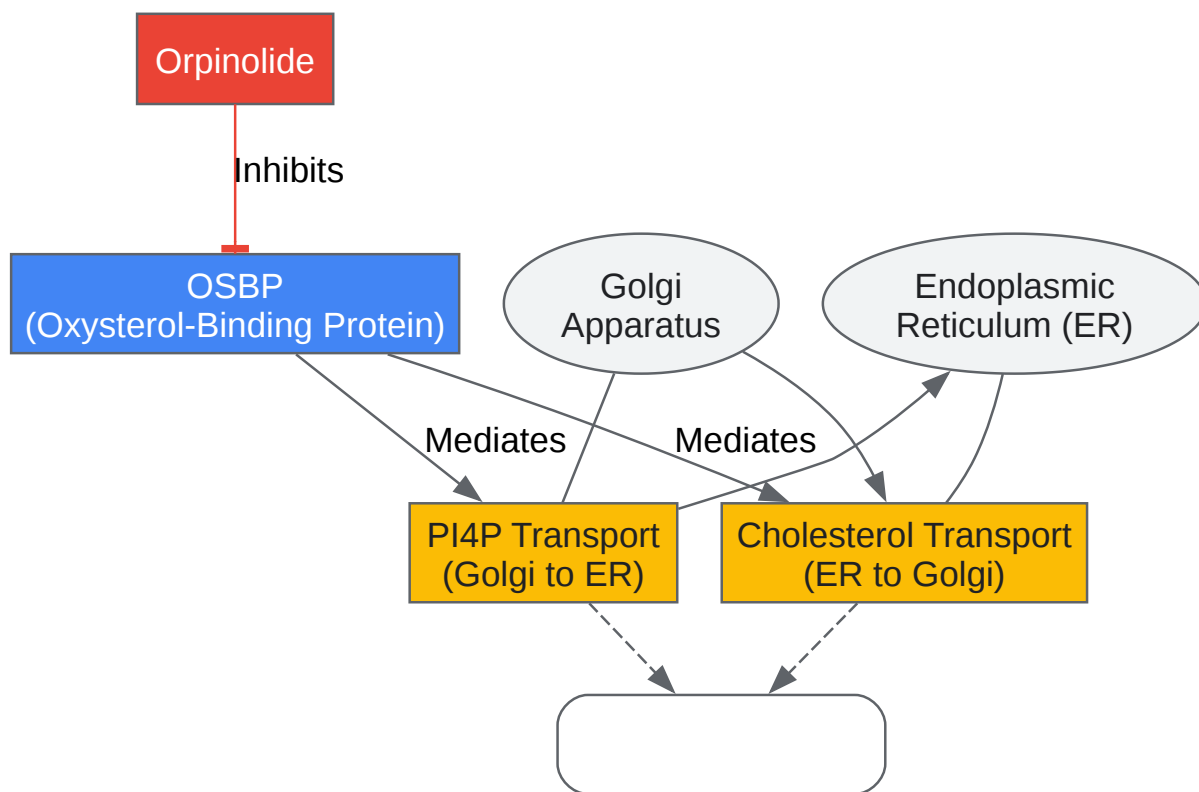 Orpinolide
Inhibits
OSBP
(Oxysterol-Binding Protein)
Golgi
Apparatus
Endoplasmic
Reticulum (ER)
Mediates
Mediates
PI4P Transport
(Golgi to ER)
Cholesterol Transport
(ER to Golgi)